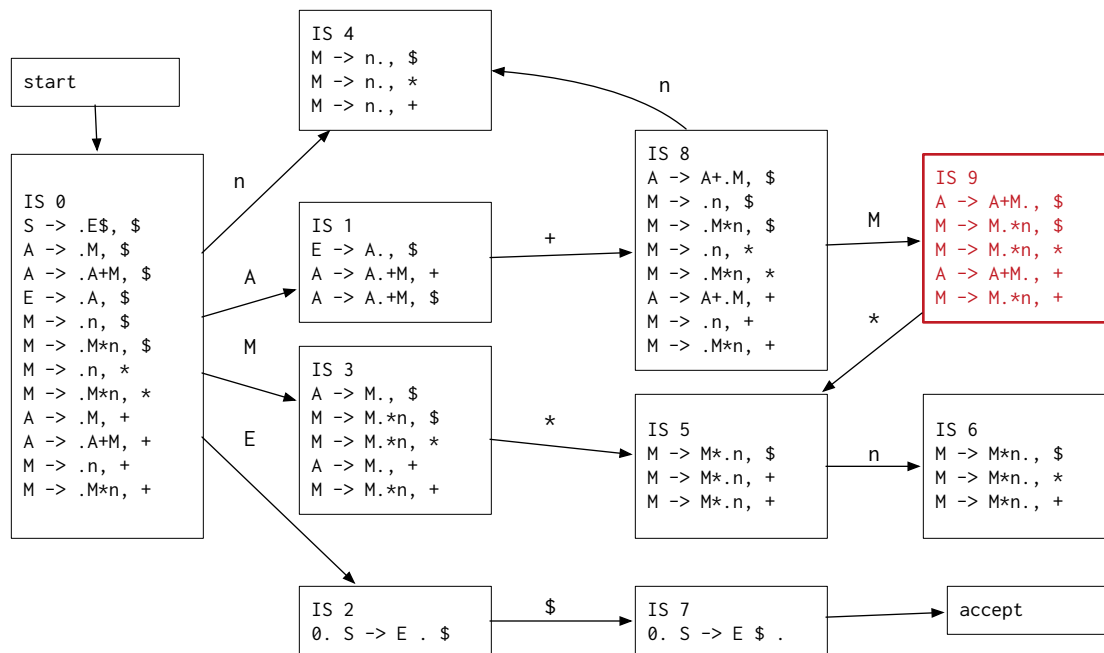 start
IS 0
S -> .E$, $
A -> .M, $
A -> .A+M, $
E -> .A, $
M -> .n, $
M -> .M*n, $
M -> .n, *
M -> .M*n, *
A -> .M, +
A -> .A+M, +
M -> .n, +
M -> .M*n, +
n
A
M
E
IS 4
M -> n., $
M -> n., *
M -> n., +
IS 1
E -> A., $
A -> A.+M, +
A -> A.+M, $
IS 3
A -> M., $
M -> M.*n, $
M -> M.*n, *
A -> M., +
M -> M.*n, +
IS 2
0. S -> E . $
n
+
*
$
IS 8
A -> A+.M, $
M -> .n, $
M -> .M*n, $
M -> .n, *
M -> .M*n, *
A -> A+.M, +
M -> .n, +
M -> .M*n, +
IS 5
M -> M*.n, $
M -> M*.n, +
M -> M*.n, +
IS 7
0. S -> E $ .
M
*
n
IS 9
A -> A+M., $
M -> M.*n, $
M -> M.*n, *
A -> A+M., +
M -> M.*n, +
IS 6
M -> M*n., $
M -> M*n., *
M -> M*n., +
accept